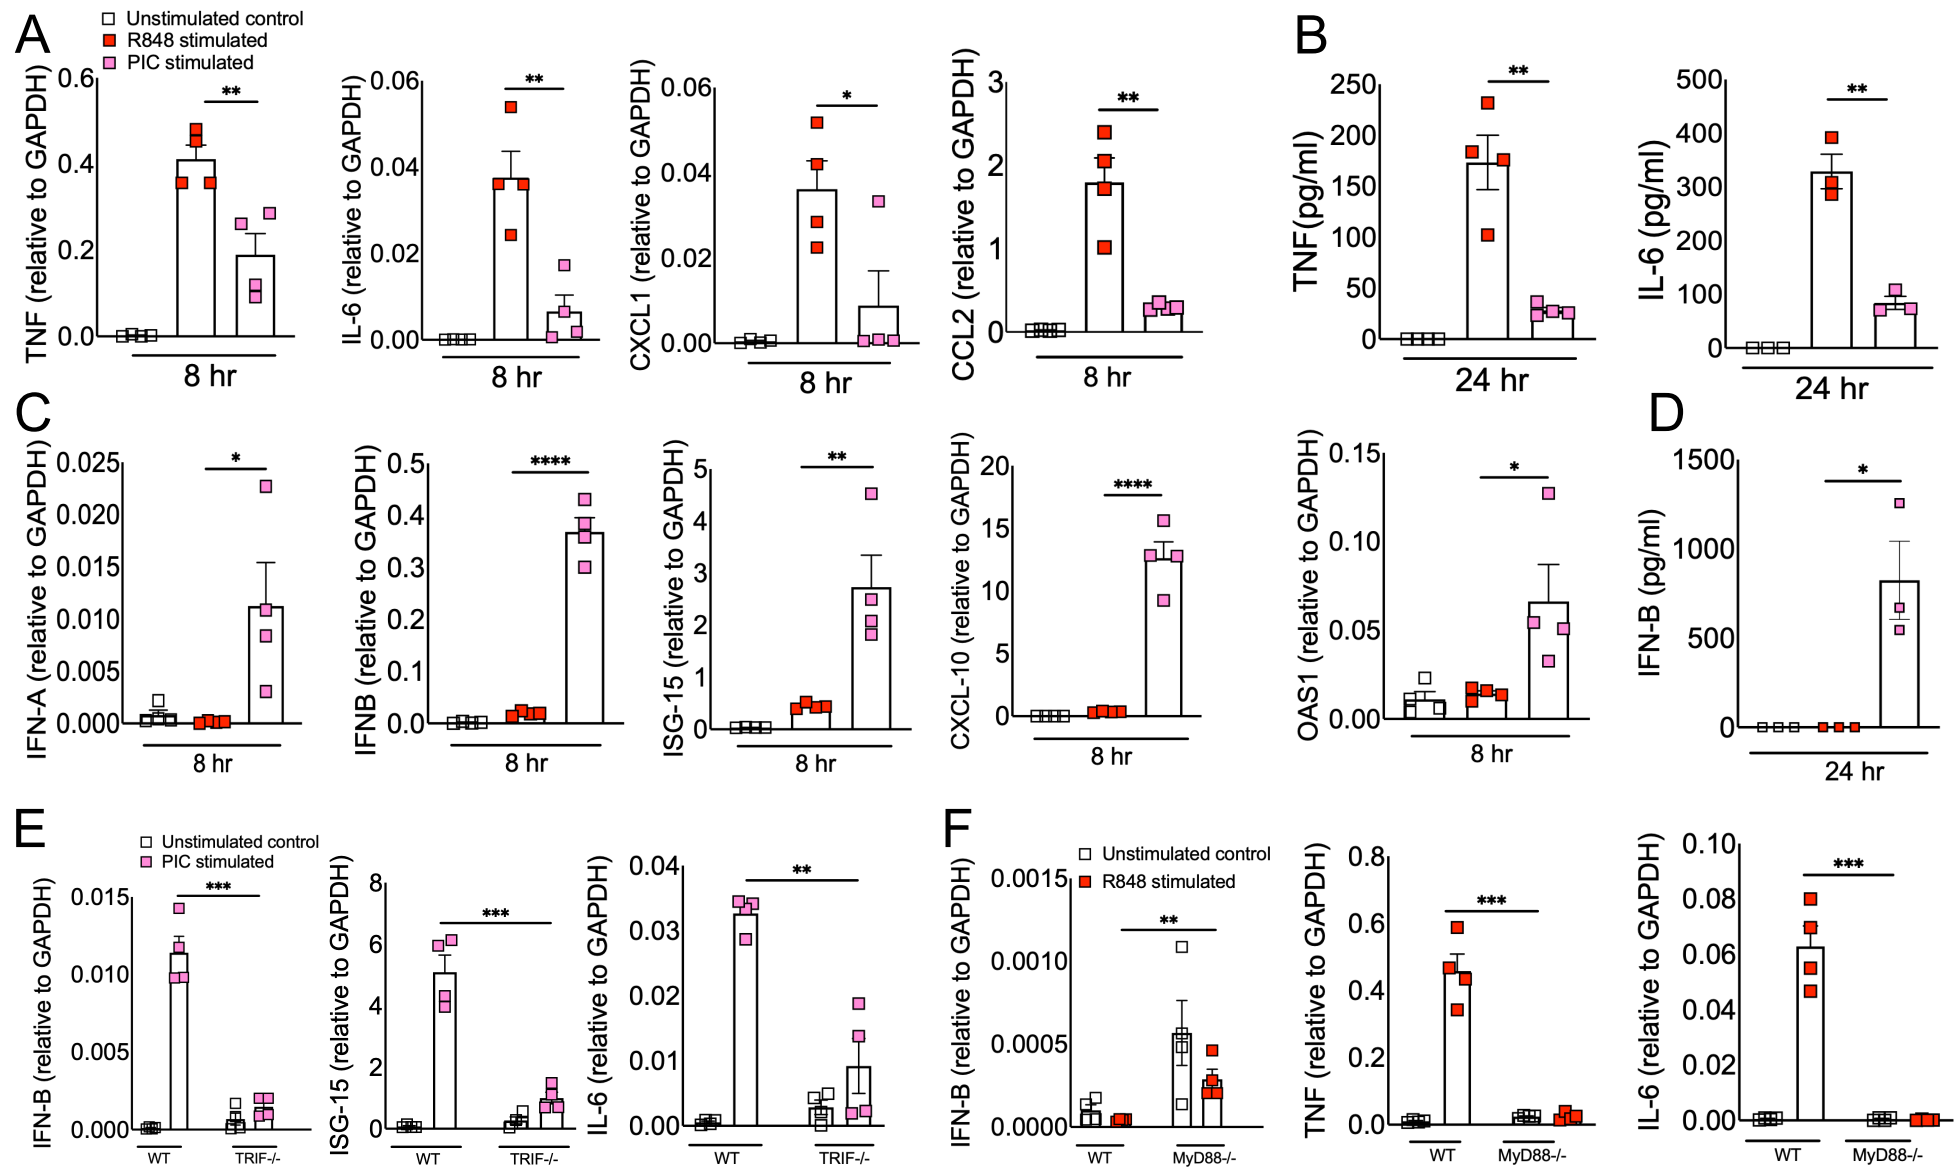 A
Unstimulated control
R848 stimulated
PIC stimulated
TNF (relative to GAPDH)
0.6
0.4
0.2
0.0
**
8 hr
IL-6 (relative to GAPDH)
0.06
0.04
0.02
0.00
**
8 hr
CXCL1 (relative to GAPDH)
0.06
0.04
0.02
0.00
*
8 hr
CCL2 (relative to GAPDH)
3
2
1
0
**
8 hr
B
TNF(pg/ml)
250
200
150
100
50
0
**
24 hr
IL-6 (pg/ml)
500
400
300
200
100
0
**
24 hr
C
IFN-A (relative to GAPDH)
0.025
0.020
0.015
0.010
0.005
0.000
*
8 hr
IFNB (relative to GAPDH)
0.5
0.4
0.3
0.2
0.1
0.0
****
8 hr
ISG-15 (relative to GAPDH)
5
4
3
2
1
0
**
8 hr
CXCL-10 (relative to GAPDH)
20
15
10
5
0
****
8 hr
OAS1 (relative to GAPDH)
0.15
0.10
0.05
0.00
*
8 hr
D
IFN-B (pg/ml)
1500
1000
500
0
*
24 hr
E
Unstimulated control
PIC stimulated
IFN-B (relative to GAPDH)
0.015
0.010
0.005
0.000
***
WT
TRIF-/-
ISG-15 (relative to GAPDH)
8
6
4
2
0
***
WT
TRIF-/-
IL-6 (relative to GAPDH)
0.04
0.03
0.02
0.01
0.00
**
WT
TRIF-/-
F
Unstimulated control
R848 stimulated
IFN-B (relative to GAPDH)
0.0015
0.0010
0.0005
0.0000
**
WT
MyD88-/-
TNF (relative to GAPDH)
0.8
0.6
0.4
0.2
0.0
***
WT
MyD88-/-
IL-6 (relative to GAPDH)
0.10
0.08
0.06
0.04
0.02
0.00
***
WT
MyD88-/-